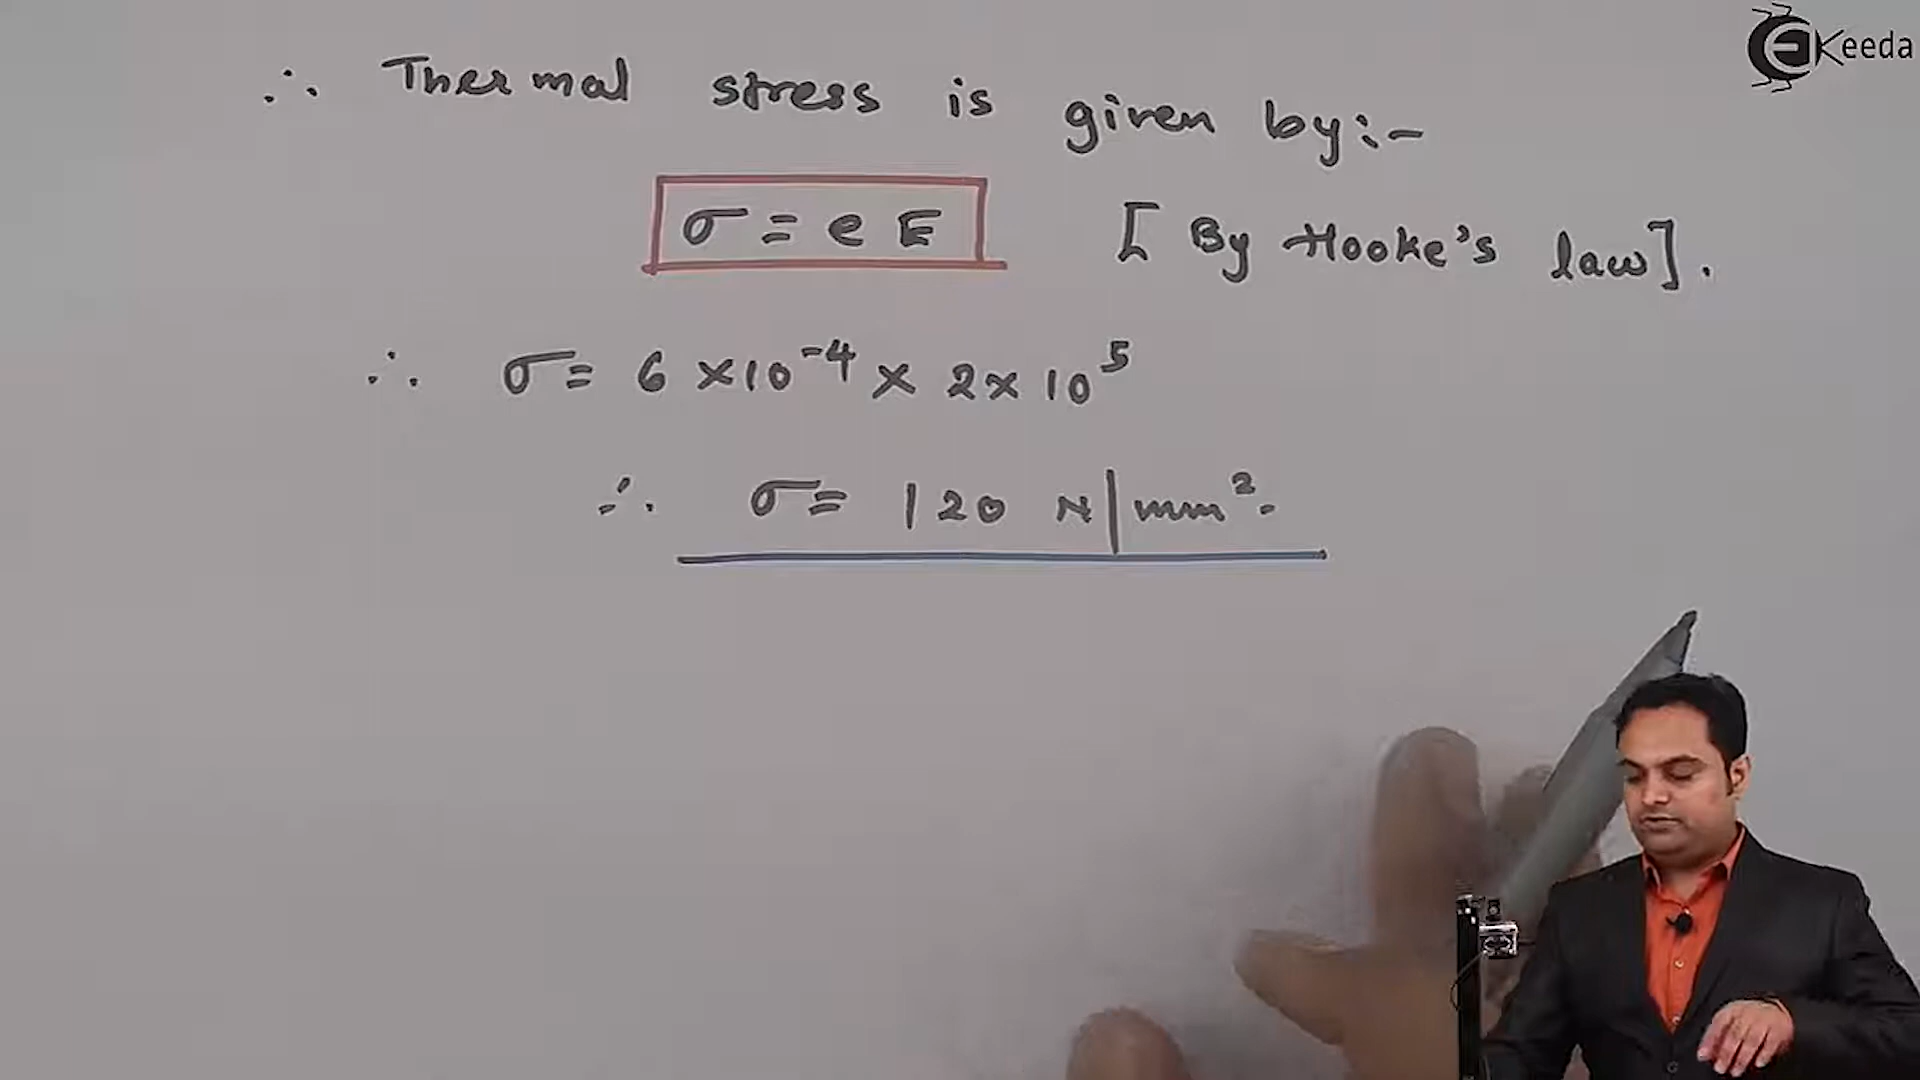 Ekeeda
∴ Thermal stress is given by:-
σ = e E [By Hooke's law].
∴ σ = 6 ×10⁻⁴ × 2 × 10⁵
∴ σ = 120 N/mm².